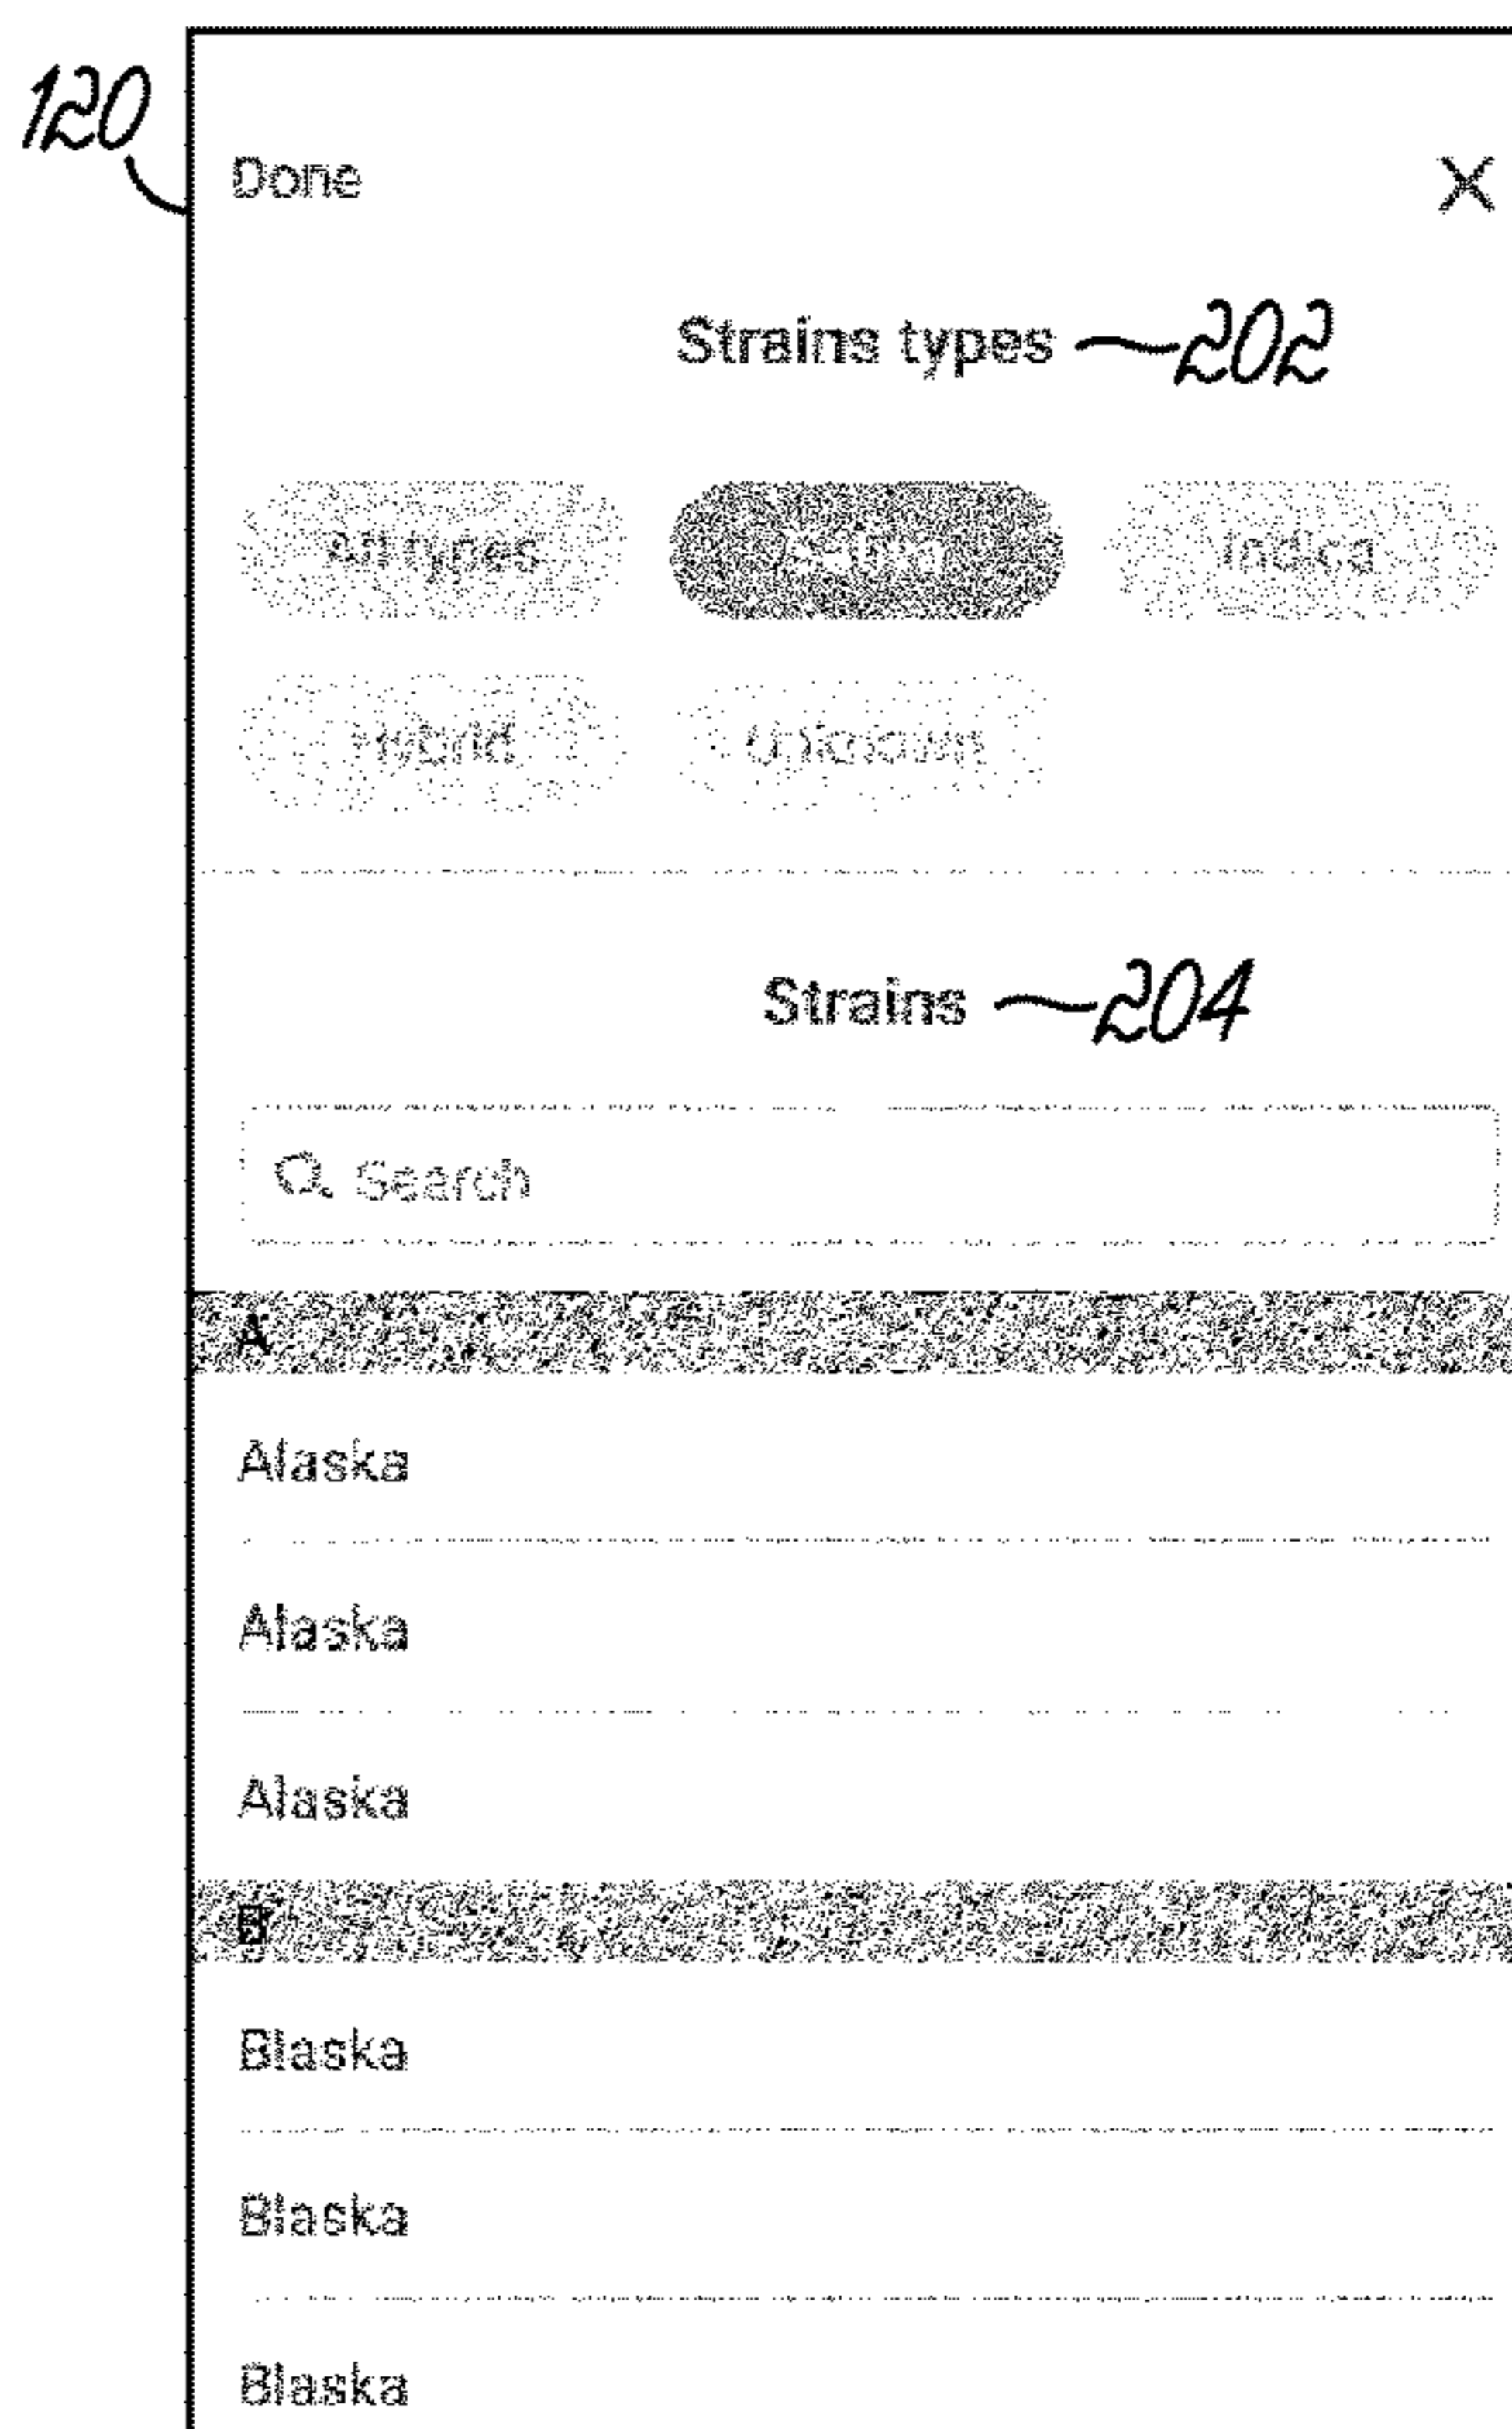 120
Done X
Strains types 202
All types Sativa Indica
Hybrid Unknown
Strains 204
Search
A
Alaska
Alaska
Alaska
B
Blaska
Blaska
Blaska